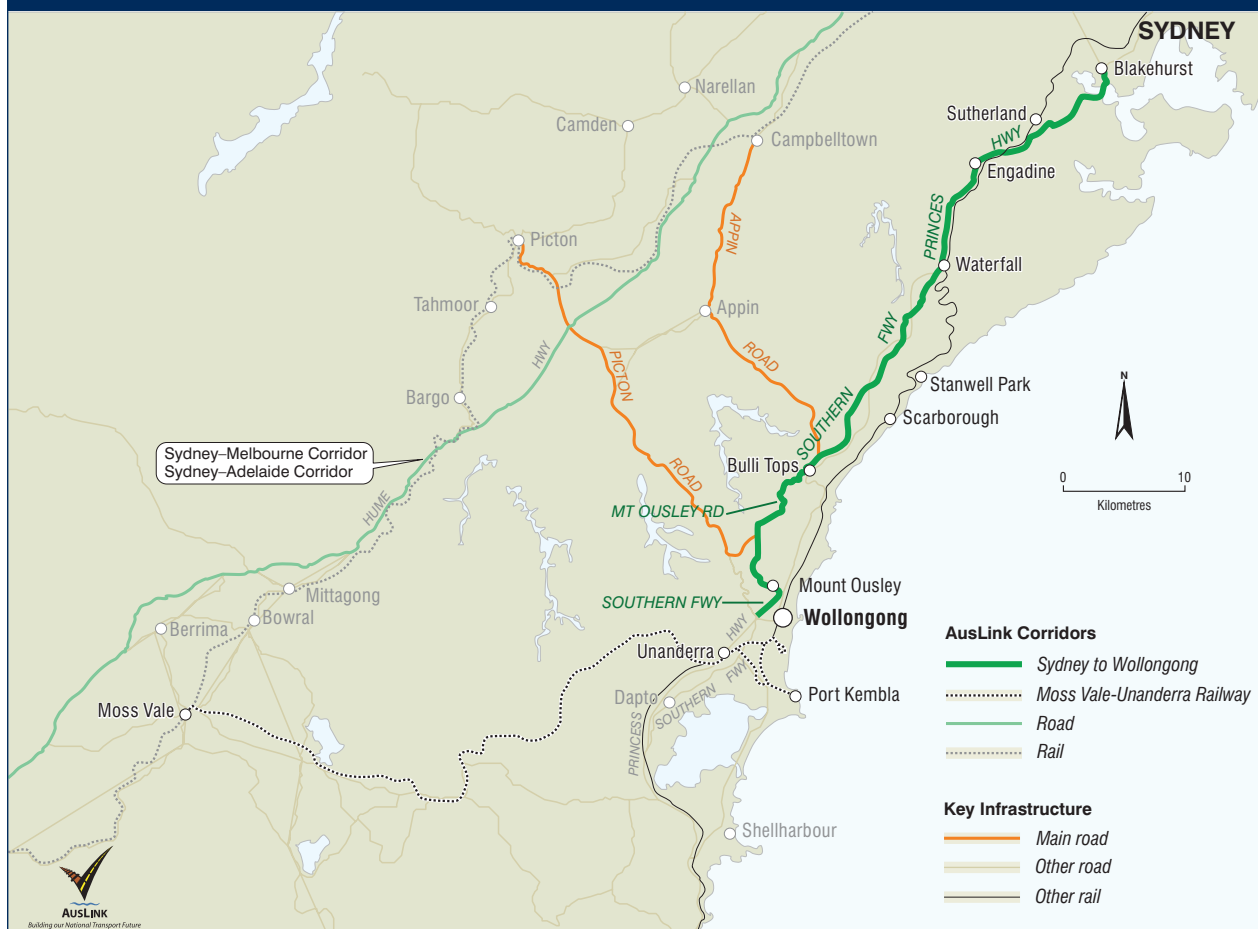 SYDNEY
Blakehurst
Narellan
Sutherland
Camden
Campbelltown
HWY
Engadine
APPIN
PRINCES
Picton
Waterfall
Tahmoor
Appin
FWY
HWY
ROAD
PICTON
Stanwell Park
Bargo
Scarborough
SOUTHERN
N
Sydney–Melbourne Corridor
Sydney–Adelaide Corridor
Bulli Tops
ROAD
0 10
Kilometres
HUME
MT OUSLEY RD
Mittagong
Mount Ousley
SOUTHERN FWY
Bowral
Wollongong
Berrima
HWY
Unanderra
FWY
Moss Vale
Dapto
SOUTHERN
Port Kembla
PRINCESS
Shellharbour
AusLink Corridors
Sydney to Wollongong
Moss Vale-Unanderra Railway
Road
Rail
Key Infrastructure
Main road
Other road
Other rail
AUSLINK
Building our National Transport Future